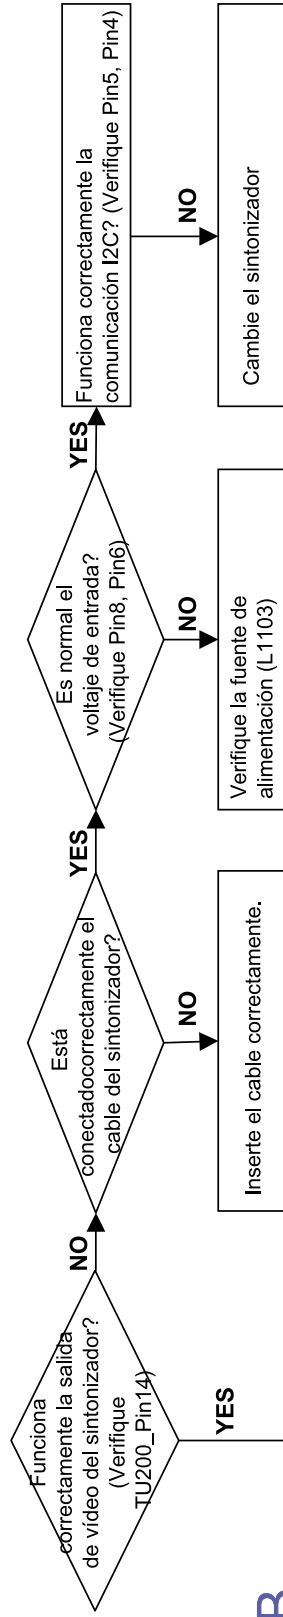 Funciona
correctamente la salida
de vídeo del sintonizador?
(Verifique
TU200_Pin14)
NO
YES
Está
conectadocorrectamente el
cable del sintonizador?
YES
NO
Inserte el cable correctamente.
Es normal el
voltaje de entrada?
(Verifique Pin8, Pin6)
YES
NO
Verifique la fuente de
alimentación (L1103)
Funciona correctamente la
comunicación I2C? (Verifique Pin5, Pin4)
NO
Cambie el sintonizador
B